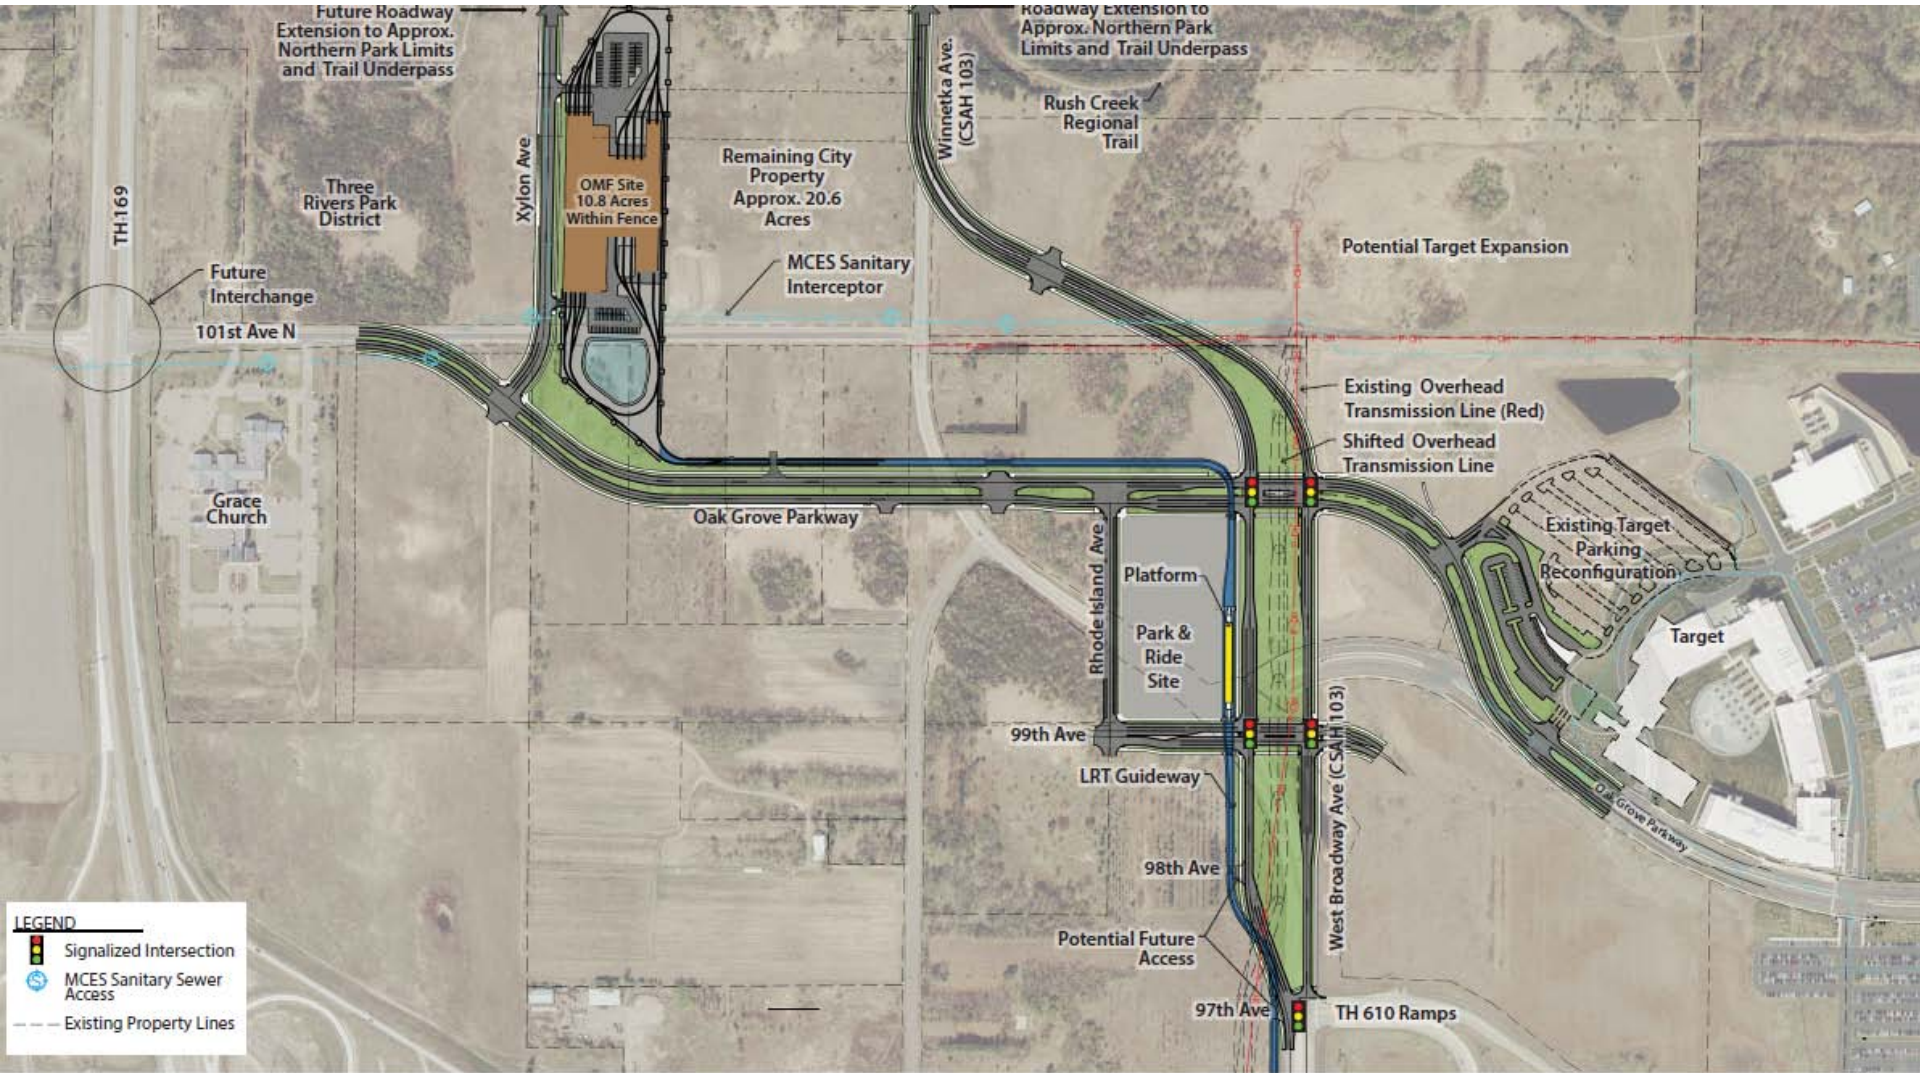 Future Roadway
Extension to Approx.
Northern Park Limits
and Trail Underpass
Roadway Extension to
Approx. Northern Park
Limits and Trail Underpass
Winnetka Ave.
(CSAH 103)
Rush Creek
Regional
Trail
TH 169
Three
Rivers Park
District
Xylon Ave
OMF Site
10.8 Acres
Within Fence
Remaining City
Property
Approx. 20.6
Acres
Potential Target Expansion
MCES Sanitary
Interceptor
Future
Interchange
101st Ave N
Existing Overhead
Transmission Line (Red)
Shifted Overhead
Transmission Line
Grace
Church
Oak Grove Parkway
Existing Target
Parking
Reconfiguration
Rhode Island Ave
Platform
Park &
Ride
Site
Target
99th Ave
LRT Guideway
West Broadway Ave (CSAH 103)
Oak Grove Parkway
98th Ave
Potential Future
Access
97th Ave
TH 610 Ramps
LEGEND
Signalized Intersection
S
MCES Sanitary Sewer
Access
Existing Property Lines